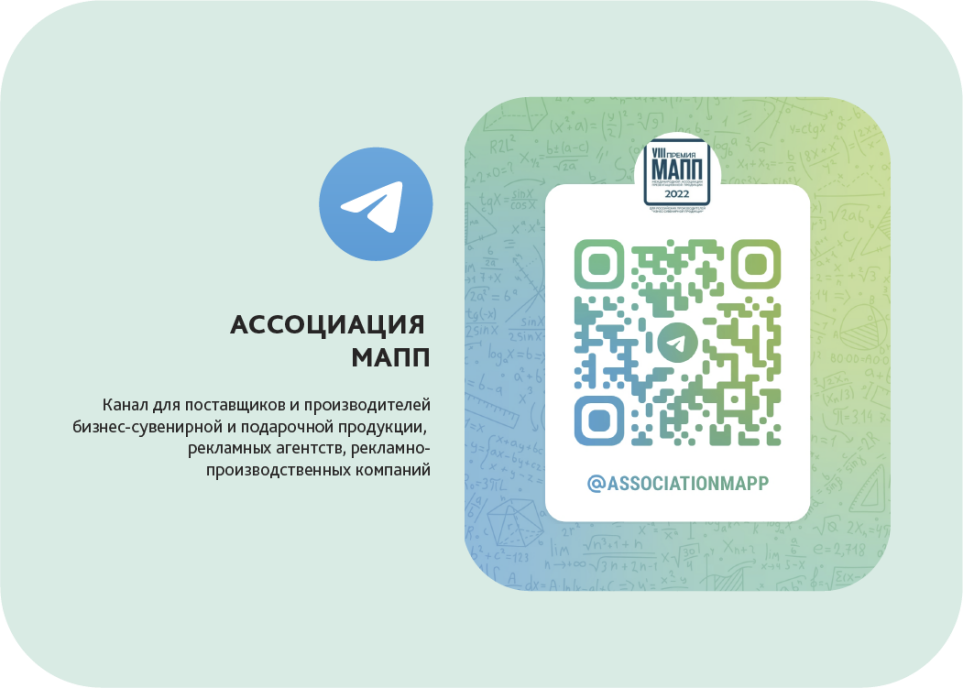 АССОЦИАЦИЯ
МАПП
Канал для поставщиков и производителей
бизнес-сувенирной и подарочной продукции,
рекламных агентств, рекламно-
производственных компаний
VIII ПРЕМИЯ
МАПП
2022
@ASSOCIATIONMAPP